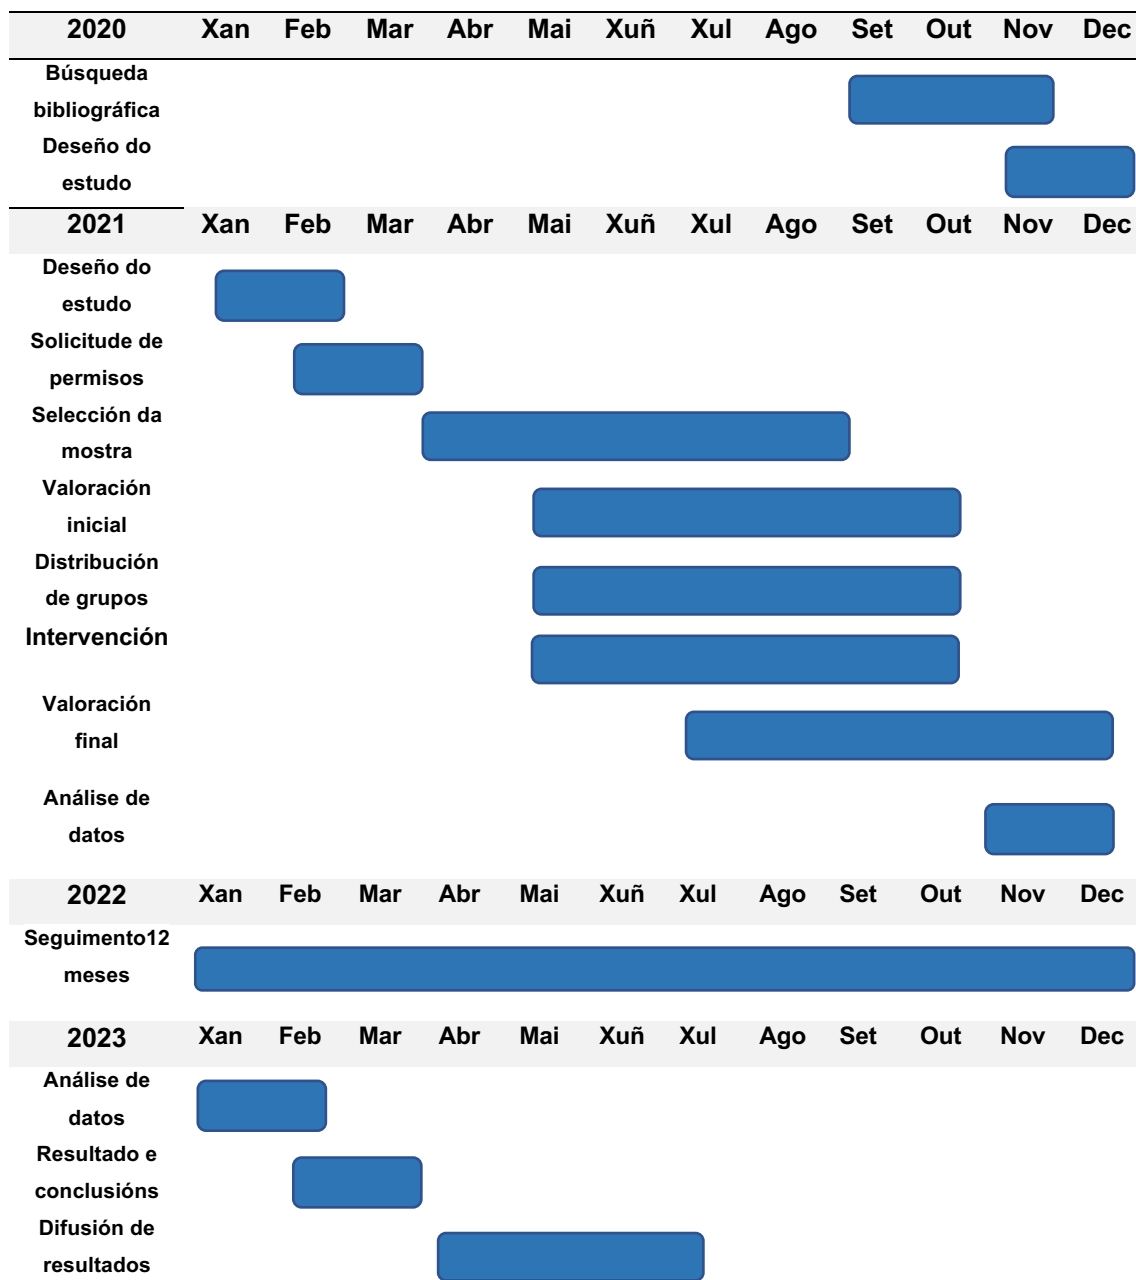 2020 Xan Feb Mar Abr Mai Xuñ Xul Ago Set Out Nov Dec
Búsqueda
bibliográfica
Deseño do
estudo
2021 Xan Feb Mar Abr Mai Xuñ Xul Ago Set Out Nov Dec
Deseño do
estudo
Solicitude de
permisos
Selección da
mostra
Valoración
inicial
Distribución
de grupos
Intervención
Valoración
final
Análise de
datos
2022 Xan Feb Mar Abr Mai Xuñ Xul Ago Set Out Nov Dec
Seguimento12
meses
2023 Xan Feb Mar Abr Mai Xuñ Xul Ago Set Out Nov Dec
Análise de
datos
Resultado e
conclusións
Difusión de
resultados